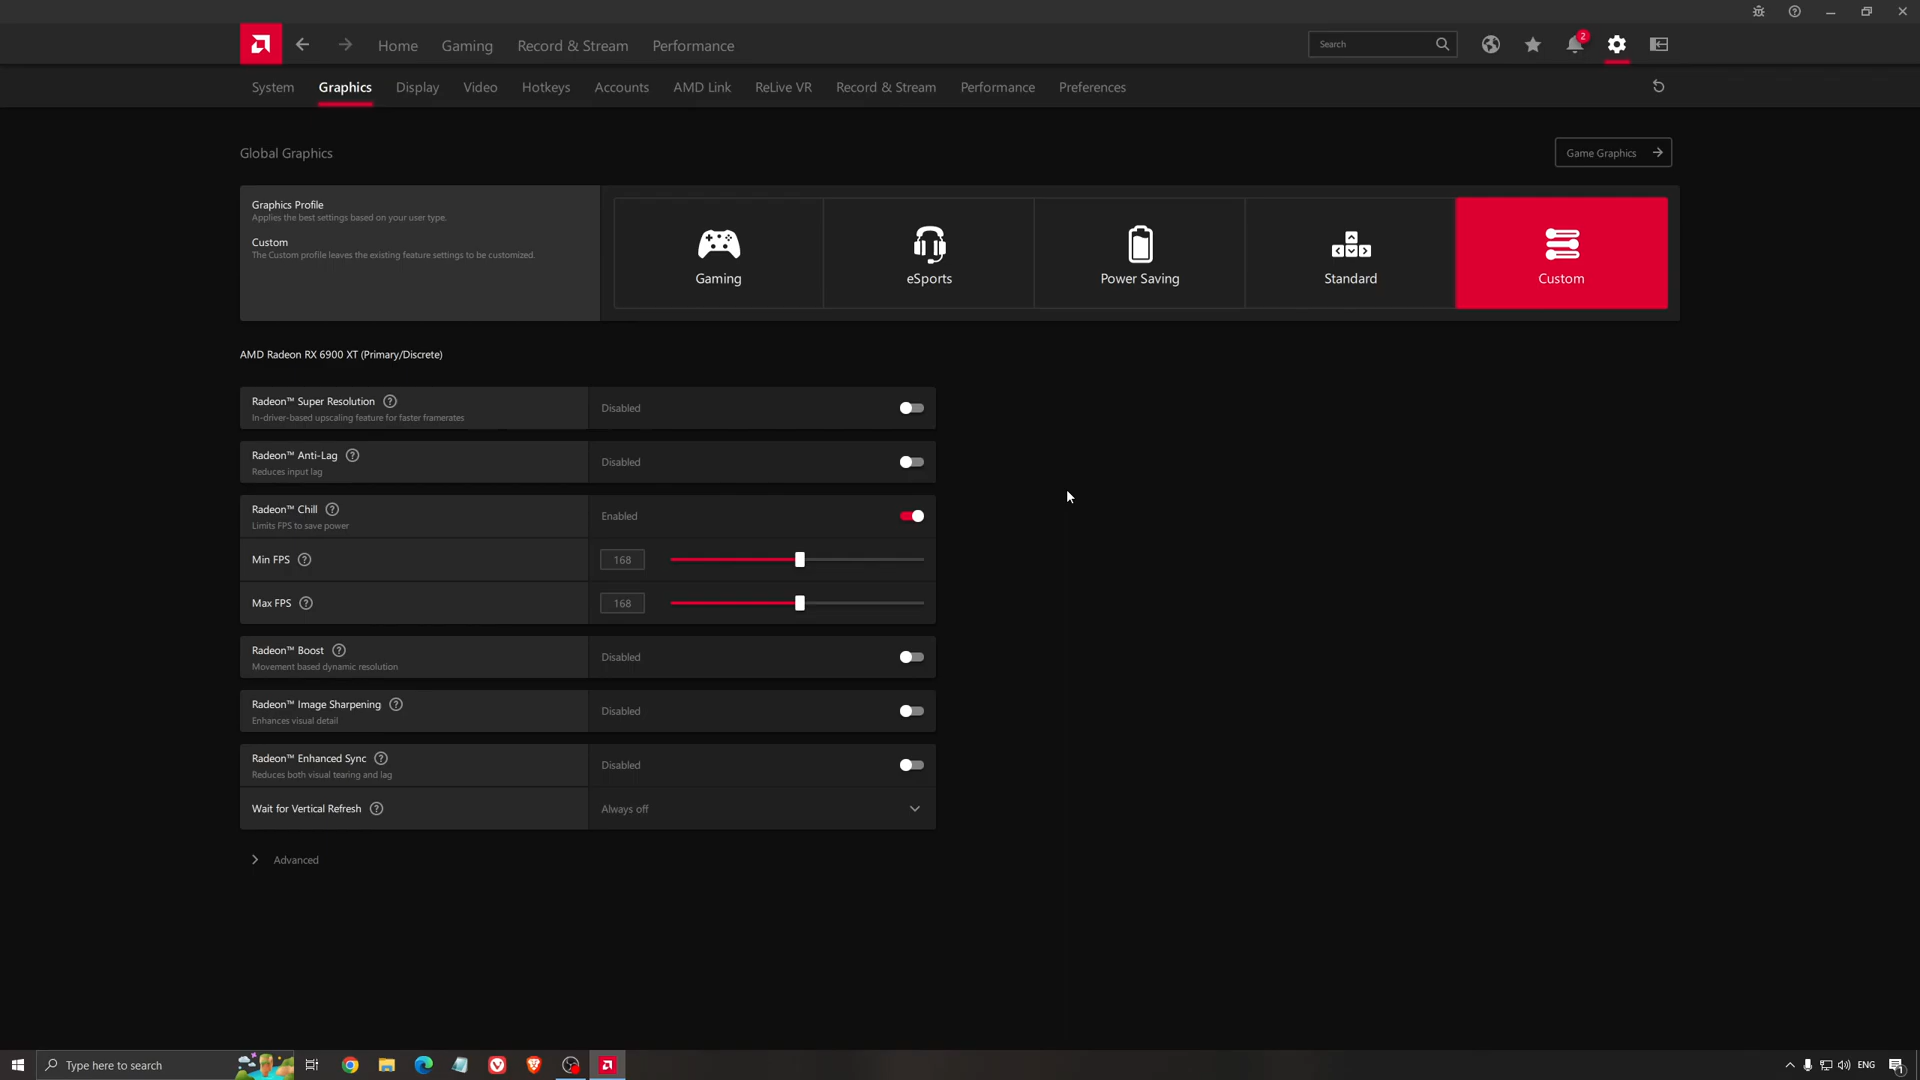 Home Gaming Record & Stream Performance Search 2
System Graphics Display Video Hotkeys Accounts AMD Link ReLive VR Record & Stream Performance Preferences
Global Graphics Game Graphics
Graphics Profile
Applies the best settings based on your user type.
Custom
The Custom profile leaves the existing feature settings to be customized.
Gaming eSports Power Saving Standard Custom
AMD Radeon RX 6900 XT (Primary/Discrete)
Radeon™ Super Resolution ? Disabled
In-driver-based upscaling feature for faster framerates
Radeon™ Anti-Lag ? Disabled
Reduces input lag
Radeon™ Chill ? Enabled
Limits FPS to save power
Min FPS ? 168
Max FPS ? 168
Radeon™ Boost ? Disabled
Movement based dynamic resolution
Radeon™ Image Sharpening ? Disabled
Enhances visual detail
Radeon™ Enhanced Sync ? Disabled
Reduces both visual tearing and lag
Wait for Vertical Refresh ? Always off
Advanced
Type here to search ENG 1